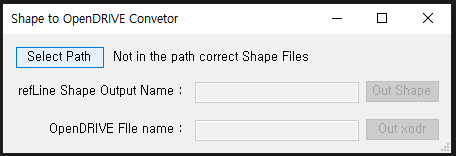 Shape to OpenDRIVE Convetor
Select Path Not in the path correct Shape Files
refLine Shape Output Name : Out Shape
OpenDRIVE FIle name : Out xodr